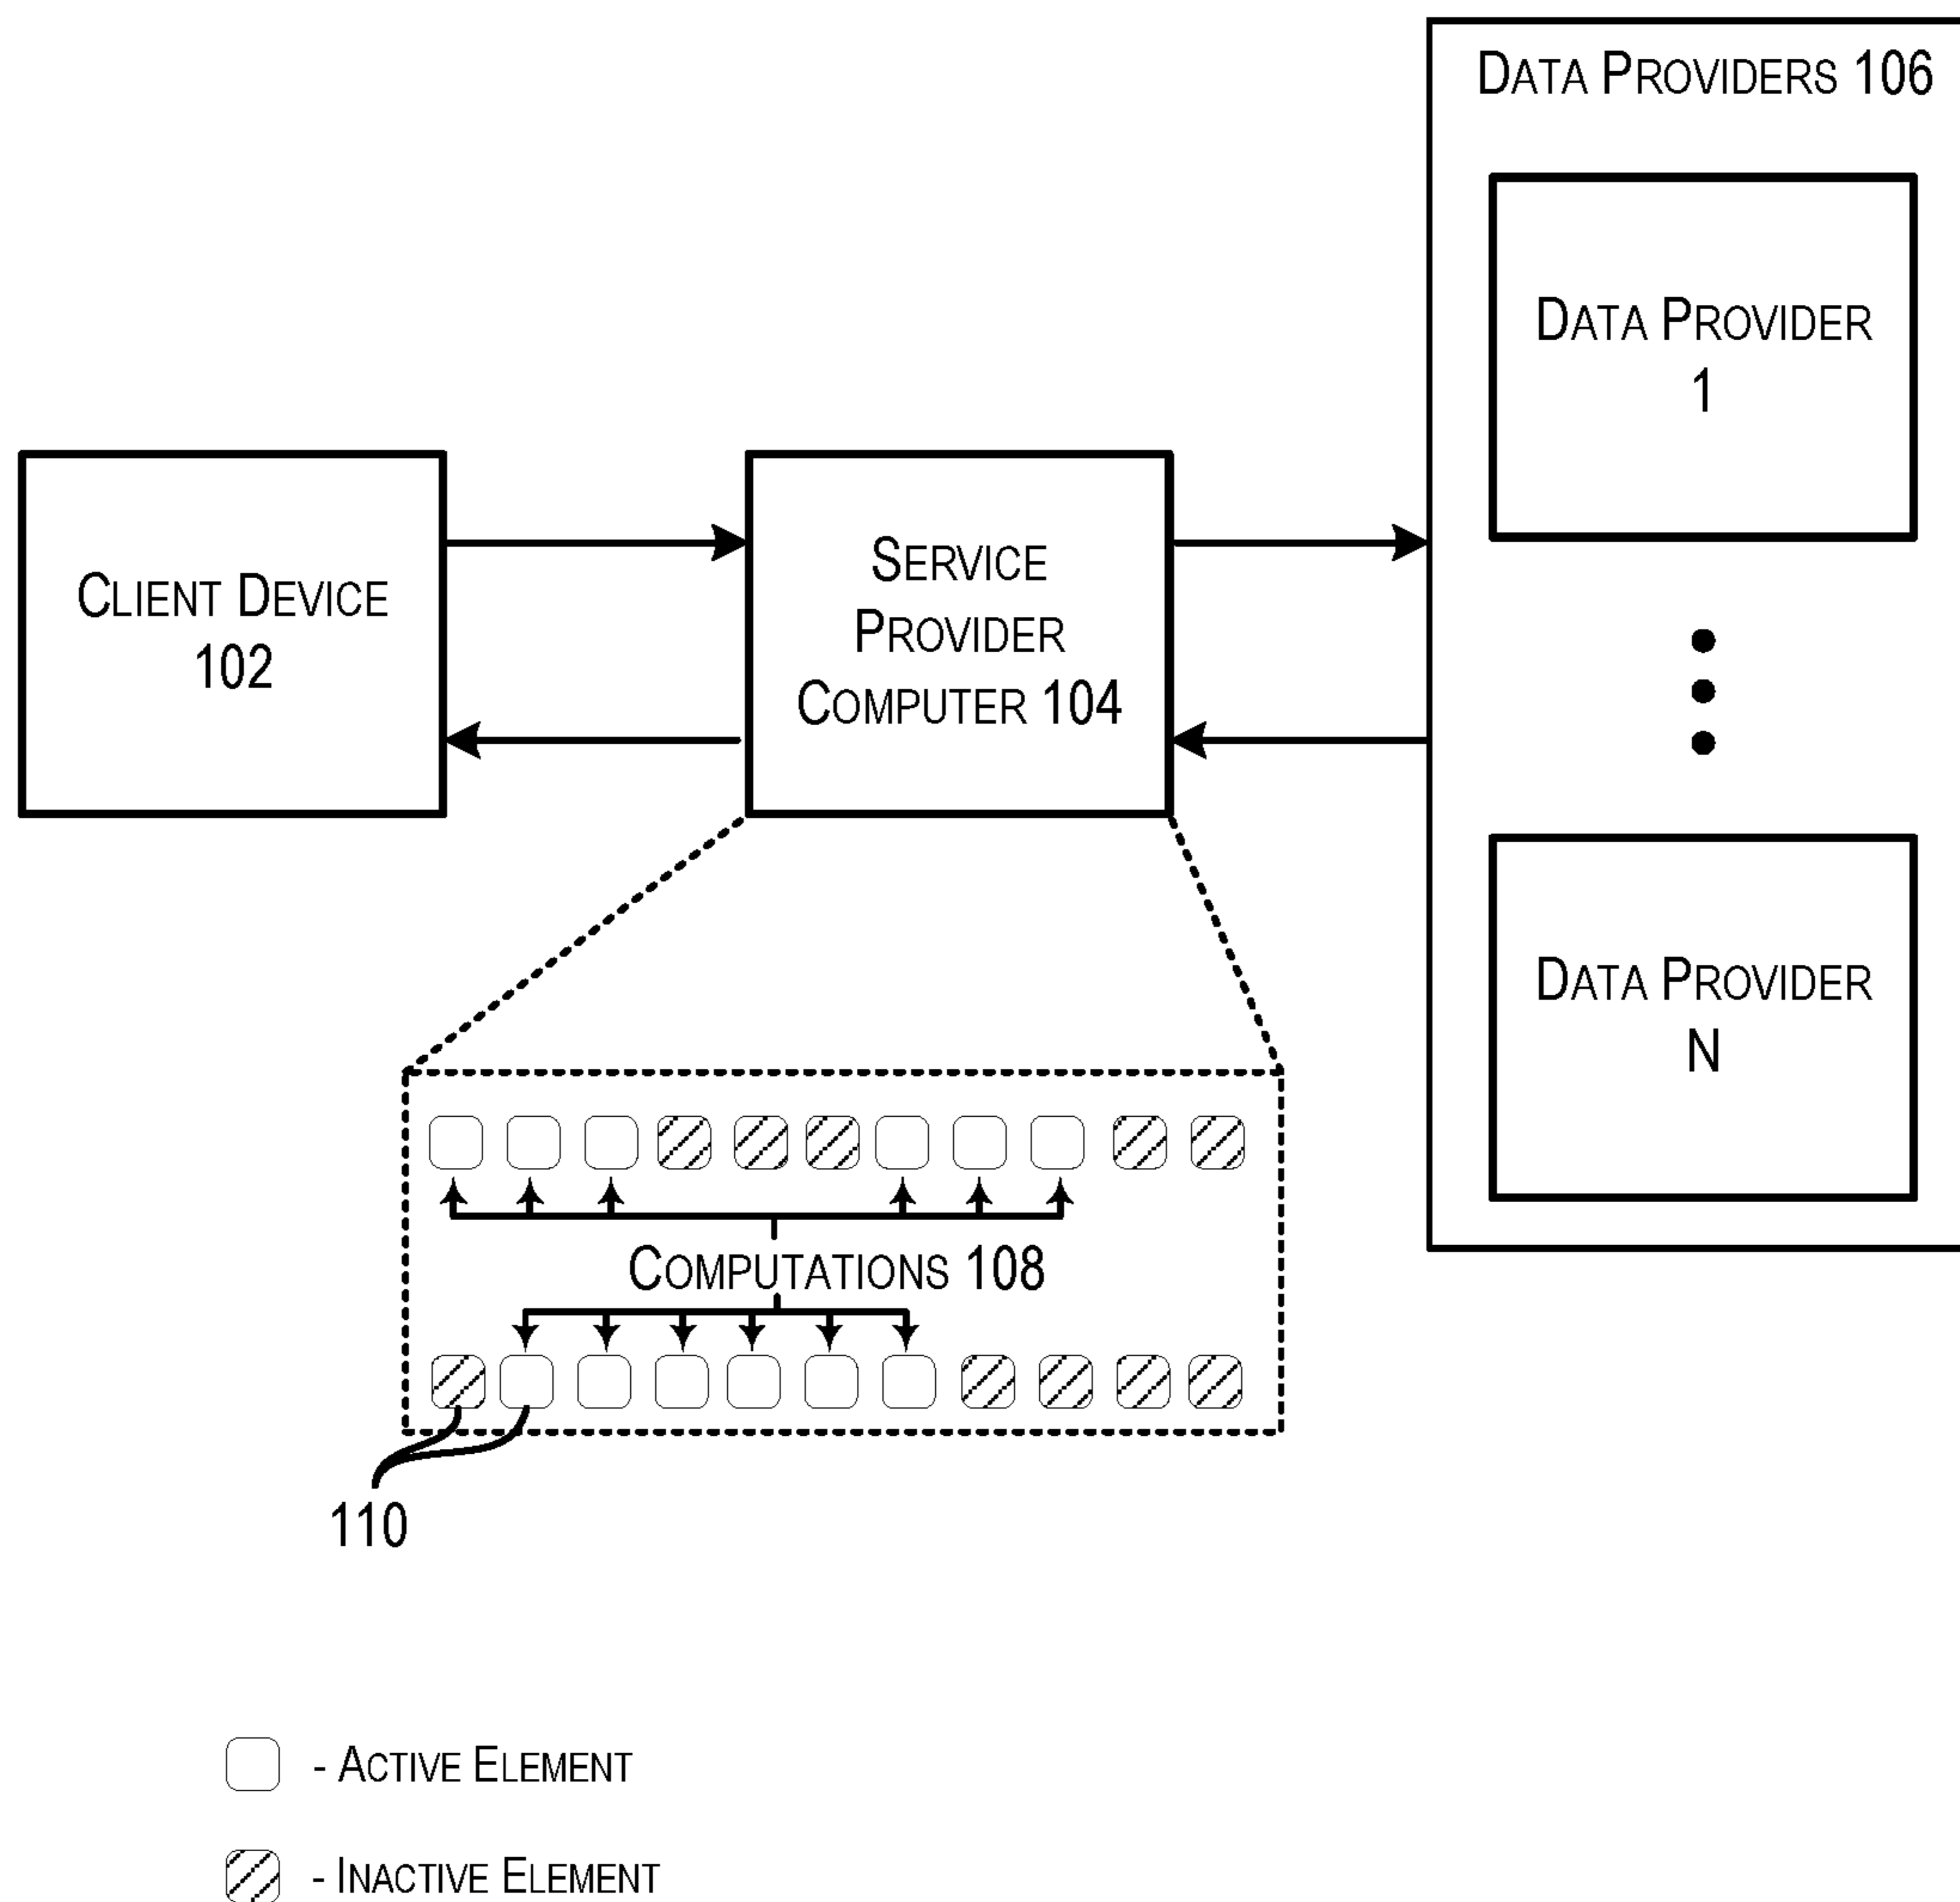 DATA PROVIDERS 106
DATA PROVIDER
1
CLIENT DEVICE
102
SERVICE
PROVIDER
COMPUTER 104
DATA PROVIDER
N
COMPUTATIONS 108
110
- ACTIVE ELEMENT
- INACTIVE ELEMENT